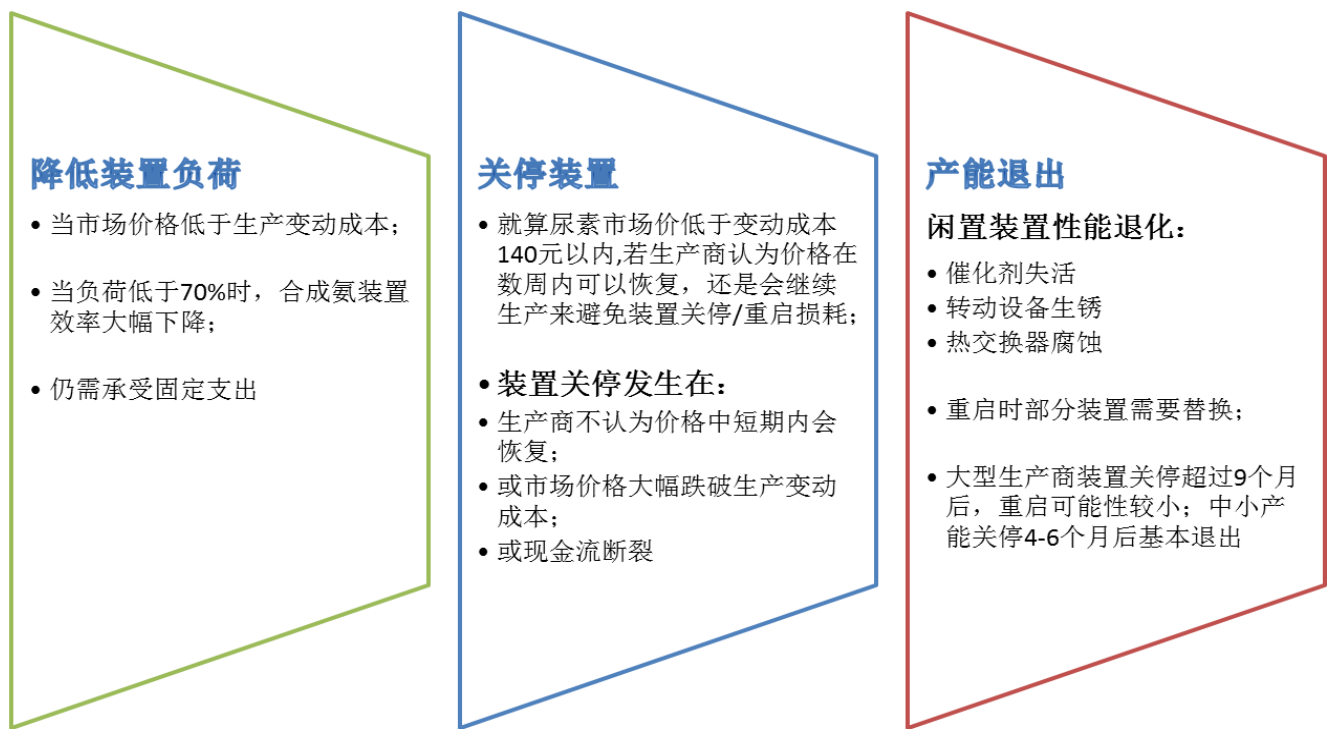 降低装置负荷
• 当市场价格低于生产变动成本；
• 当负荷低于70%时，合成氨装置
效率大幅下降；
• 仍需承受固定支出
关停装置
• 就算尿素市场价低于变动成本
140元以内,若生产商认为价格在
数周内可以恢复，还是会继续
生产来避免装置关停/重启损耗；
• 装置关停发生在：
• 生产商不认为价格中短期内会
恢复；
• 或市场价格大幅跌破生产变动
成本；
• 或现金流断裂
产能退出
闲置装置性能退化：
• 催化剂失活
• 转动设备生锈
• 热交换器腐蚀
• 重启时部分装置需要替换；
• 大型生产商装置关停超过9个月
后，重启可能性较小；中小产
能关停4-6个月后基本退出